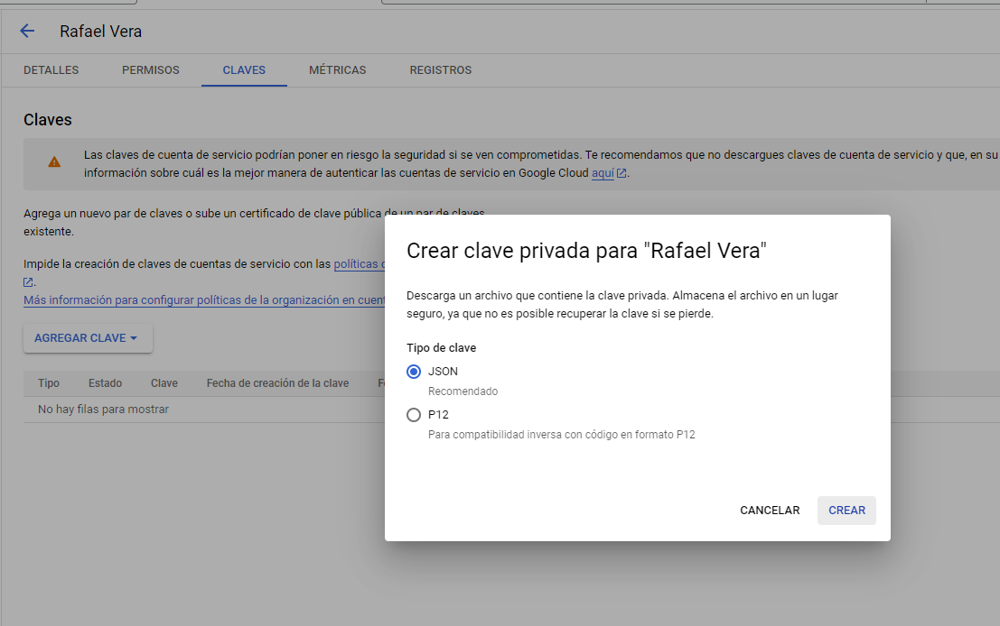 Rafael Vera
DETALLES
PERMISOS
CLAVES
MÉTRICAS
REGISTROS
Claves
Las claves de cuenta de servicio podrían poner en riesgo la seguridad si se ven comprometidas. Te recomendamos que no descargues claves de cuenta de servicio y que, en su
información sobre cuál es la mejor manera de autenticar las cuentas de servicio en Google Cloud aquí.
Agrega un nuevo par de claves o sube un certificado de clave pública de un par de claves
existente.
Impide la creación de claves de cuentas de servicio con las políticas
.
Más información para configurar políticas de la organización en
AGREGAR CLAVE
Tipo
Estado
Clave
Fecha de creación de la clave
No hay filas para mostrar
Crear clave privada para "Rafael Vera"
Descarga un archivo que contiene la clave privada. Almacena el archivo en un lugar
seguro, ya que no es posible recuperar la clave si se pierde.
Tipo de clave
JSON
Recomendado
P12
Para compatibilidad inversa con código en formato P12
CANCELAR
CREAR